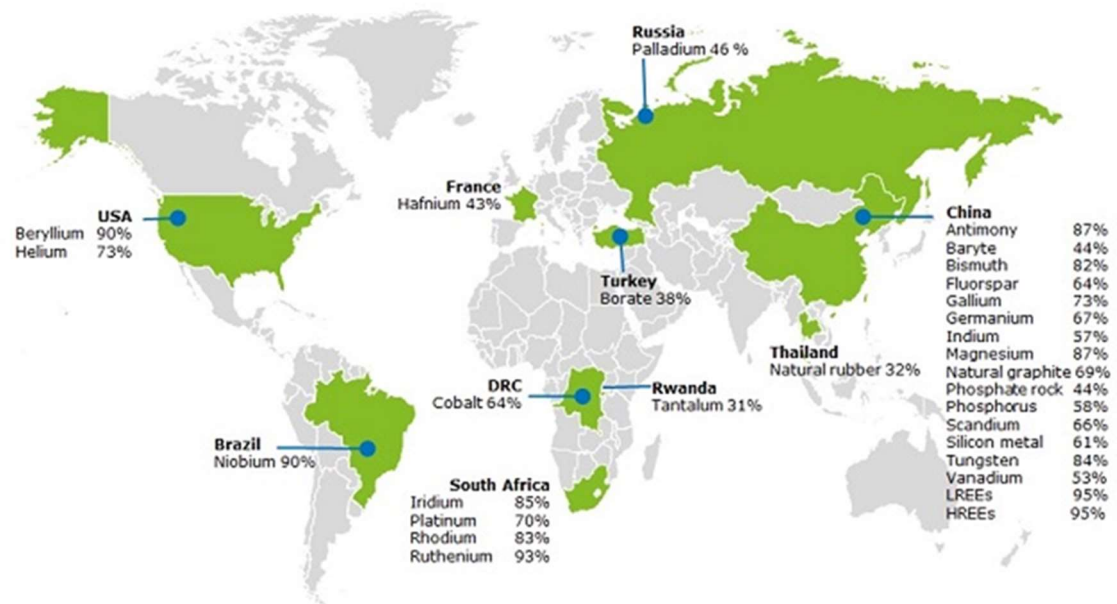 Russia
Palladium 46 %
France
Hafnium 43%
USA
Beryllium 90%
Helium 73%
China
Antimony 87%
Baryte 44%
Bismuth 82%
Fluorspar 64%
Gallium 73%
Germanium 67%
Indium 57%
Magnesium 87%
Natural graphite 69%
Phosphate rock 44%
Phosphorus 58%
Scandium 66%
Silicon metal 61%
Tungsten 84%
Vanadium 53%
LREEs 95%
HREEs 95%
Turkey
Borate 38%
Thailand
Natural rubber 32%
DRC
Cobalt 64%
Rwanda
Tantalum 31%
Brazil
Niobium 90%
South Africa
Iridium 85%
Platinum 70%
Rhodium 83%
Ruthenium 93%